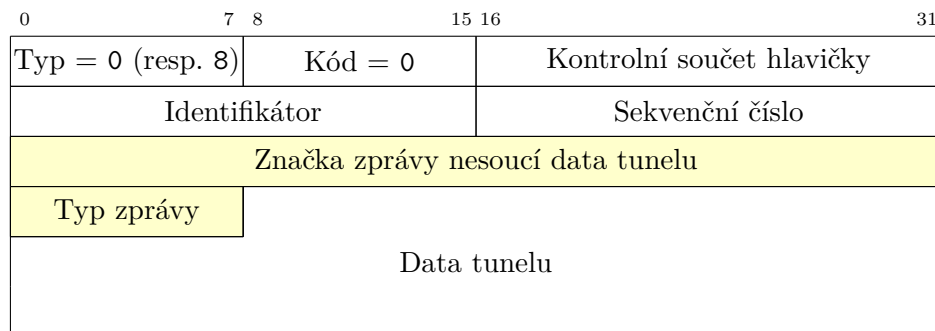 0 7 8 15 16 31
Typ = 0 (resp. 8) Kód = 0 Kontrolní součet hlavičky
Identifikátor Sekvenční číslo
Značka zprávy nesoucí data tunelu
Typ zprávy
Data tunelu